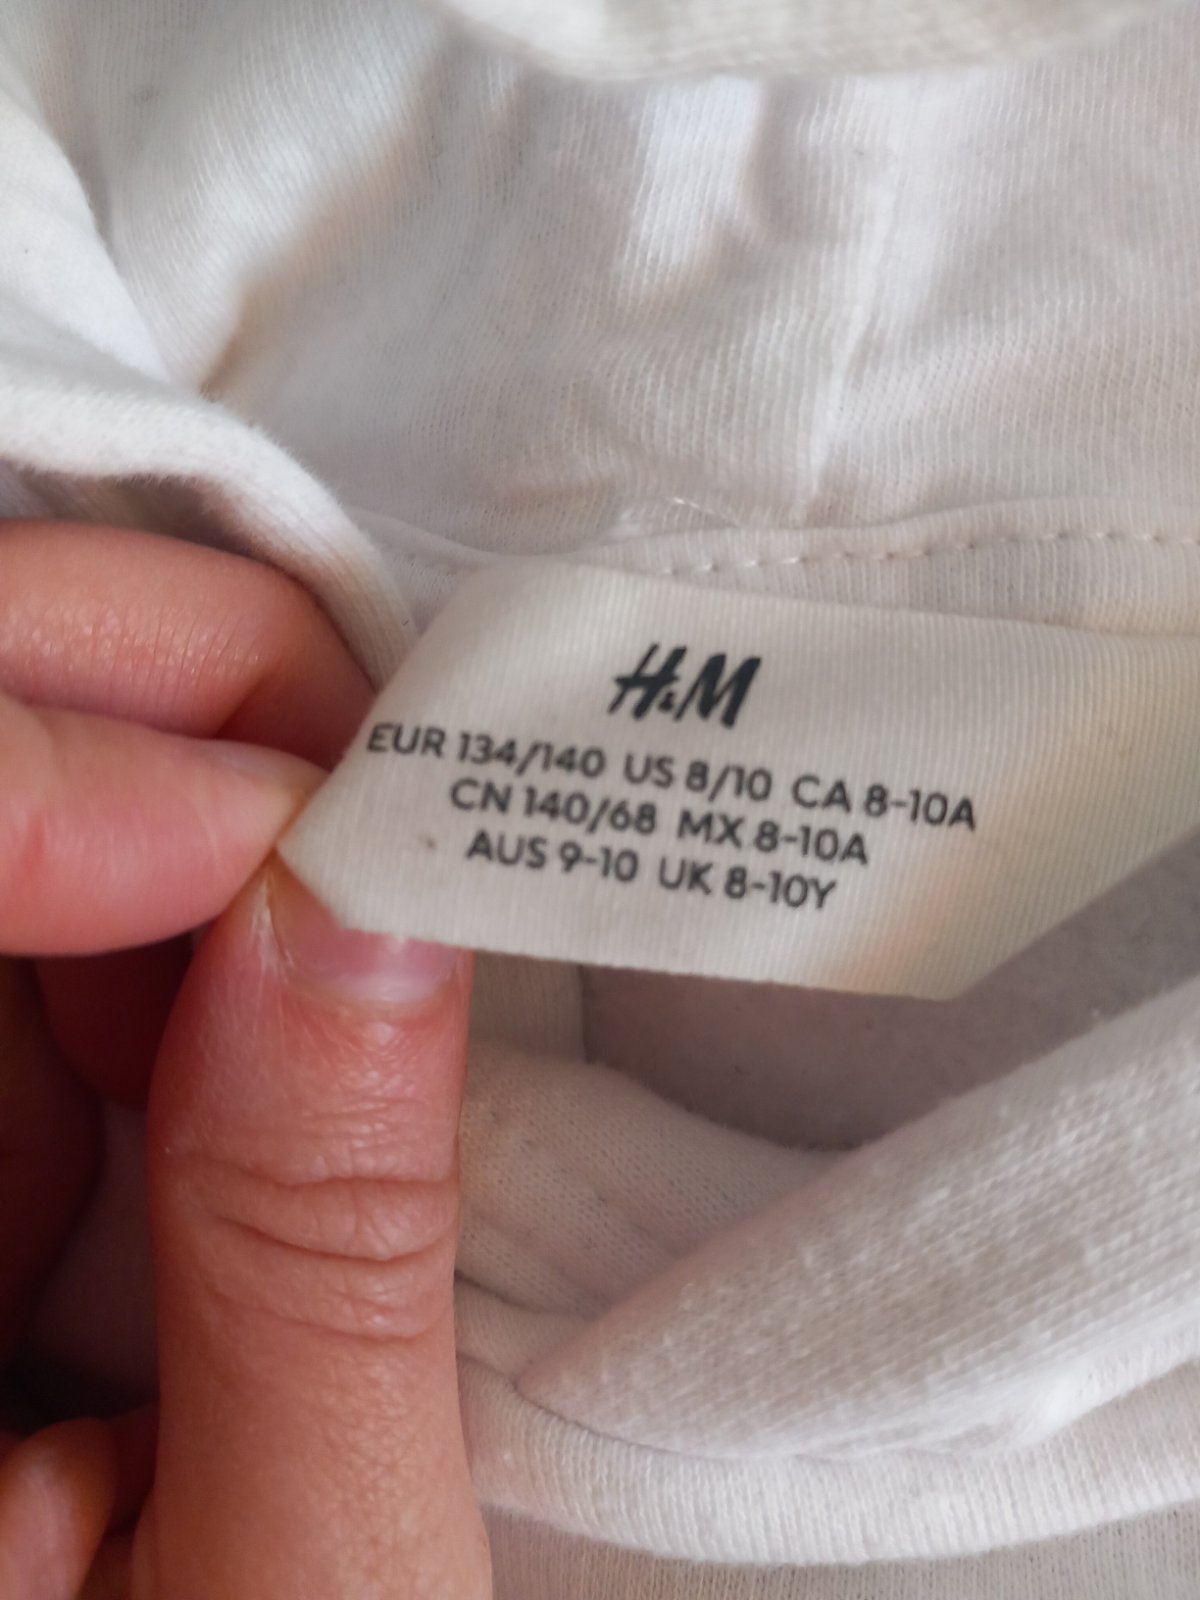 H&M
EUR 134/140 US 8/10 CA 8-10A
CN 140/68 MX 8-10A
AUS 9-10 UK 8-10Y